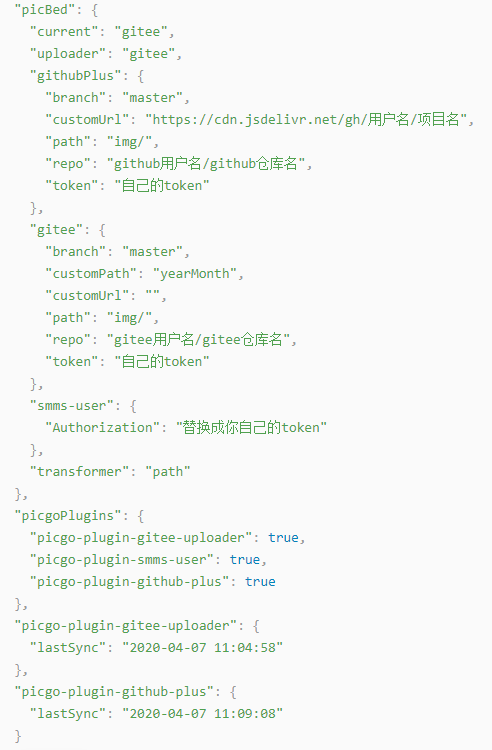 "picBed": {
"current": "gitee",
"uploader": "gitee",
"githubPlus": {
"branch": "master",
"customUrl": "https://cdn.jsdelivr.net/gh/用户名/项目名",
"path": "img/",
"repo": "github用户名/github仓库名",
"token": "自己的token"
},
"gitee": {
"branch": "master",
"customPath": "yearMonth",
"customUrl": "",
"path": "img/",
"repo": "gitee用户名/gitee仓库名",
"token": "自己的token"
},
"smms-user": {
"Authorization": "替换成你自己的token"
},
"transformer": "path"
},
"picgoPlugins": {
"picgo-plugin-gitee-uploader": true,
"picgo-plugin-smms-user": true,
"picgo-plugin-github-plus": true
},
"picgo-plugin-gitee-uploader": {
"lastSync": "2020-04-07 11:04:58"
},
"picgo-plugin-github-plus": {
"lastSync": "2020-04-07 11:09:08"
}